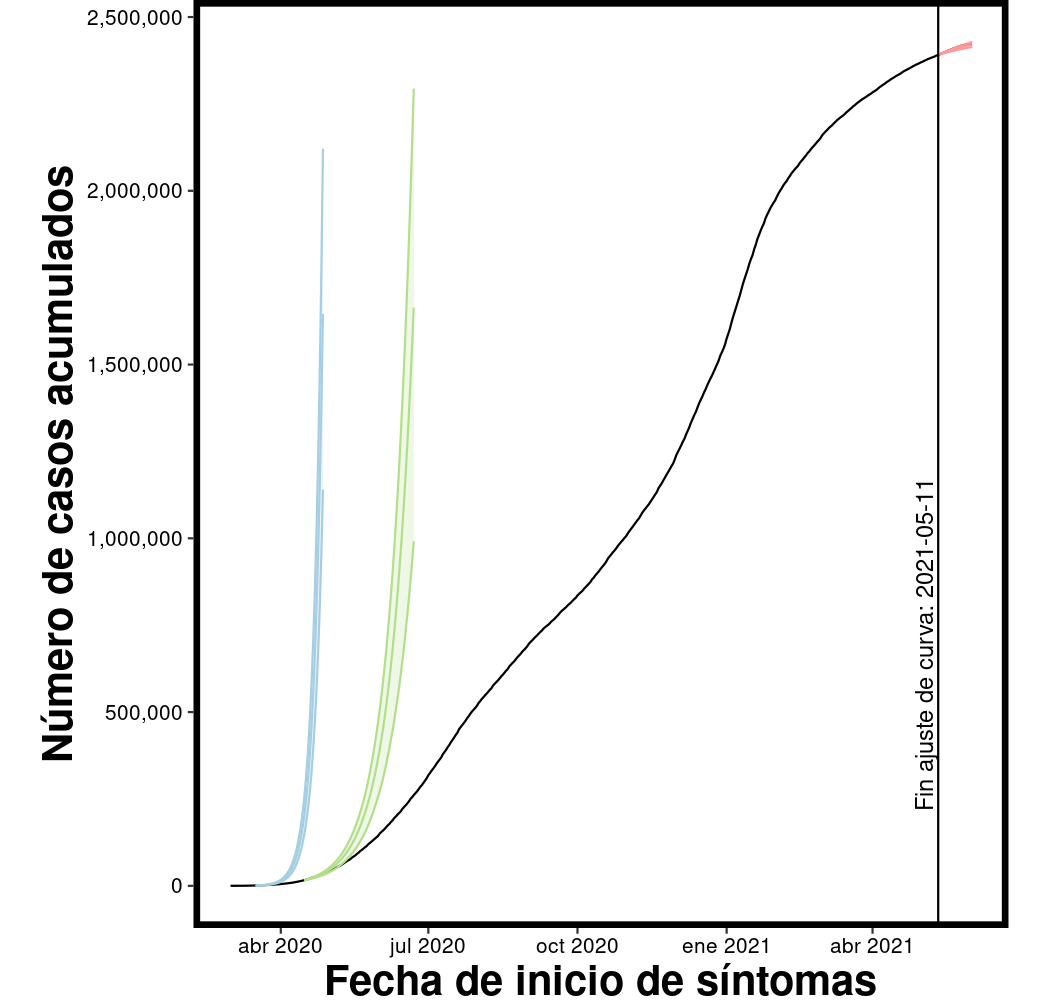 Número de casos acumulados
2,500,000
2,000,000
1,500,000
1,000,000
500,000
0
Fin ajuste de curva: 2021-05-11
abr 2020
jul 2020
oct 2020
ene 2021
abr 2021
Fecha de inicio de síntomas